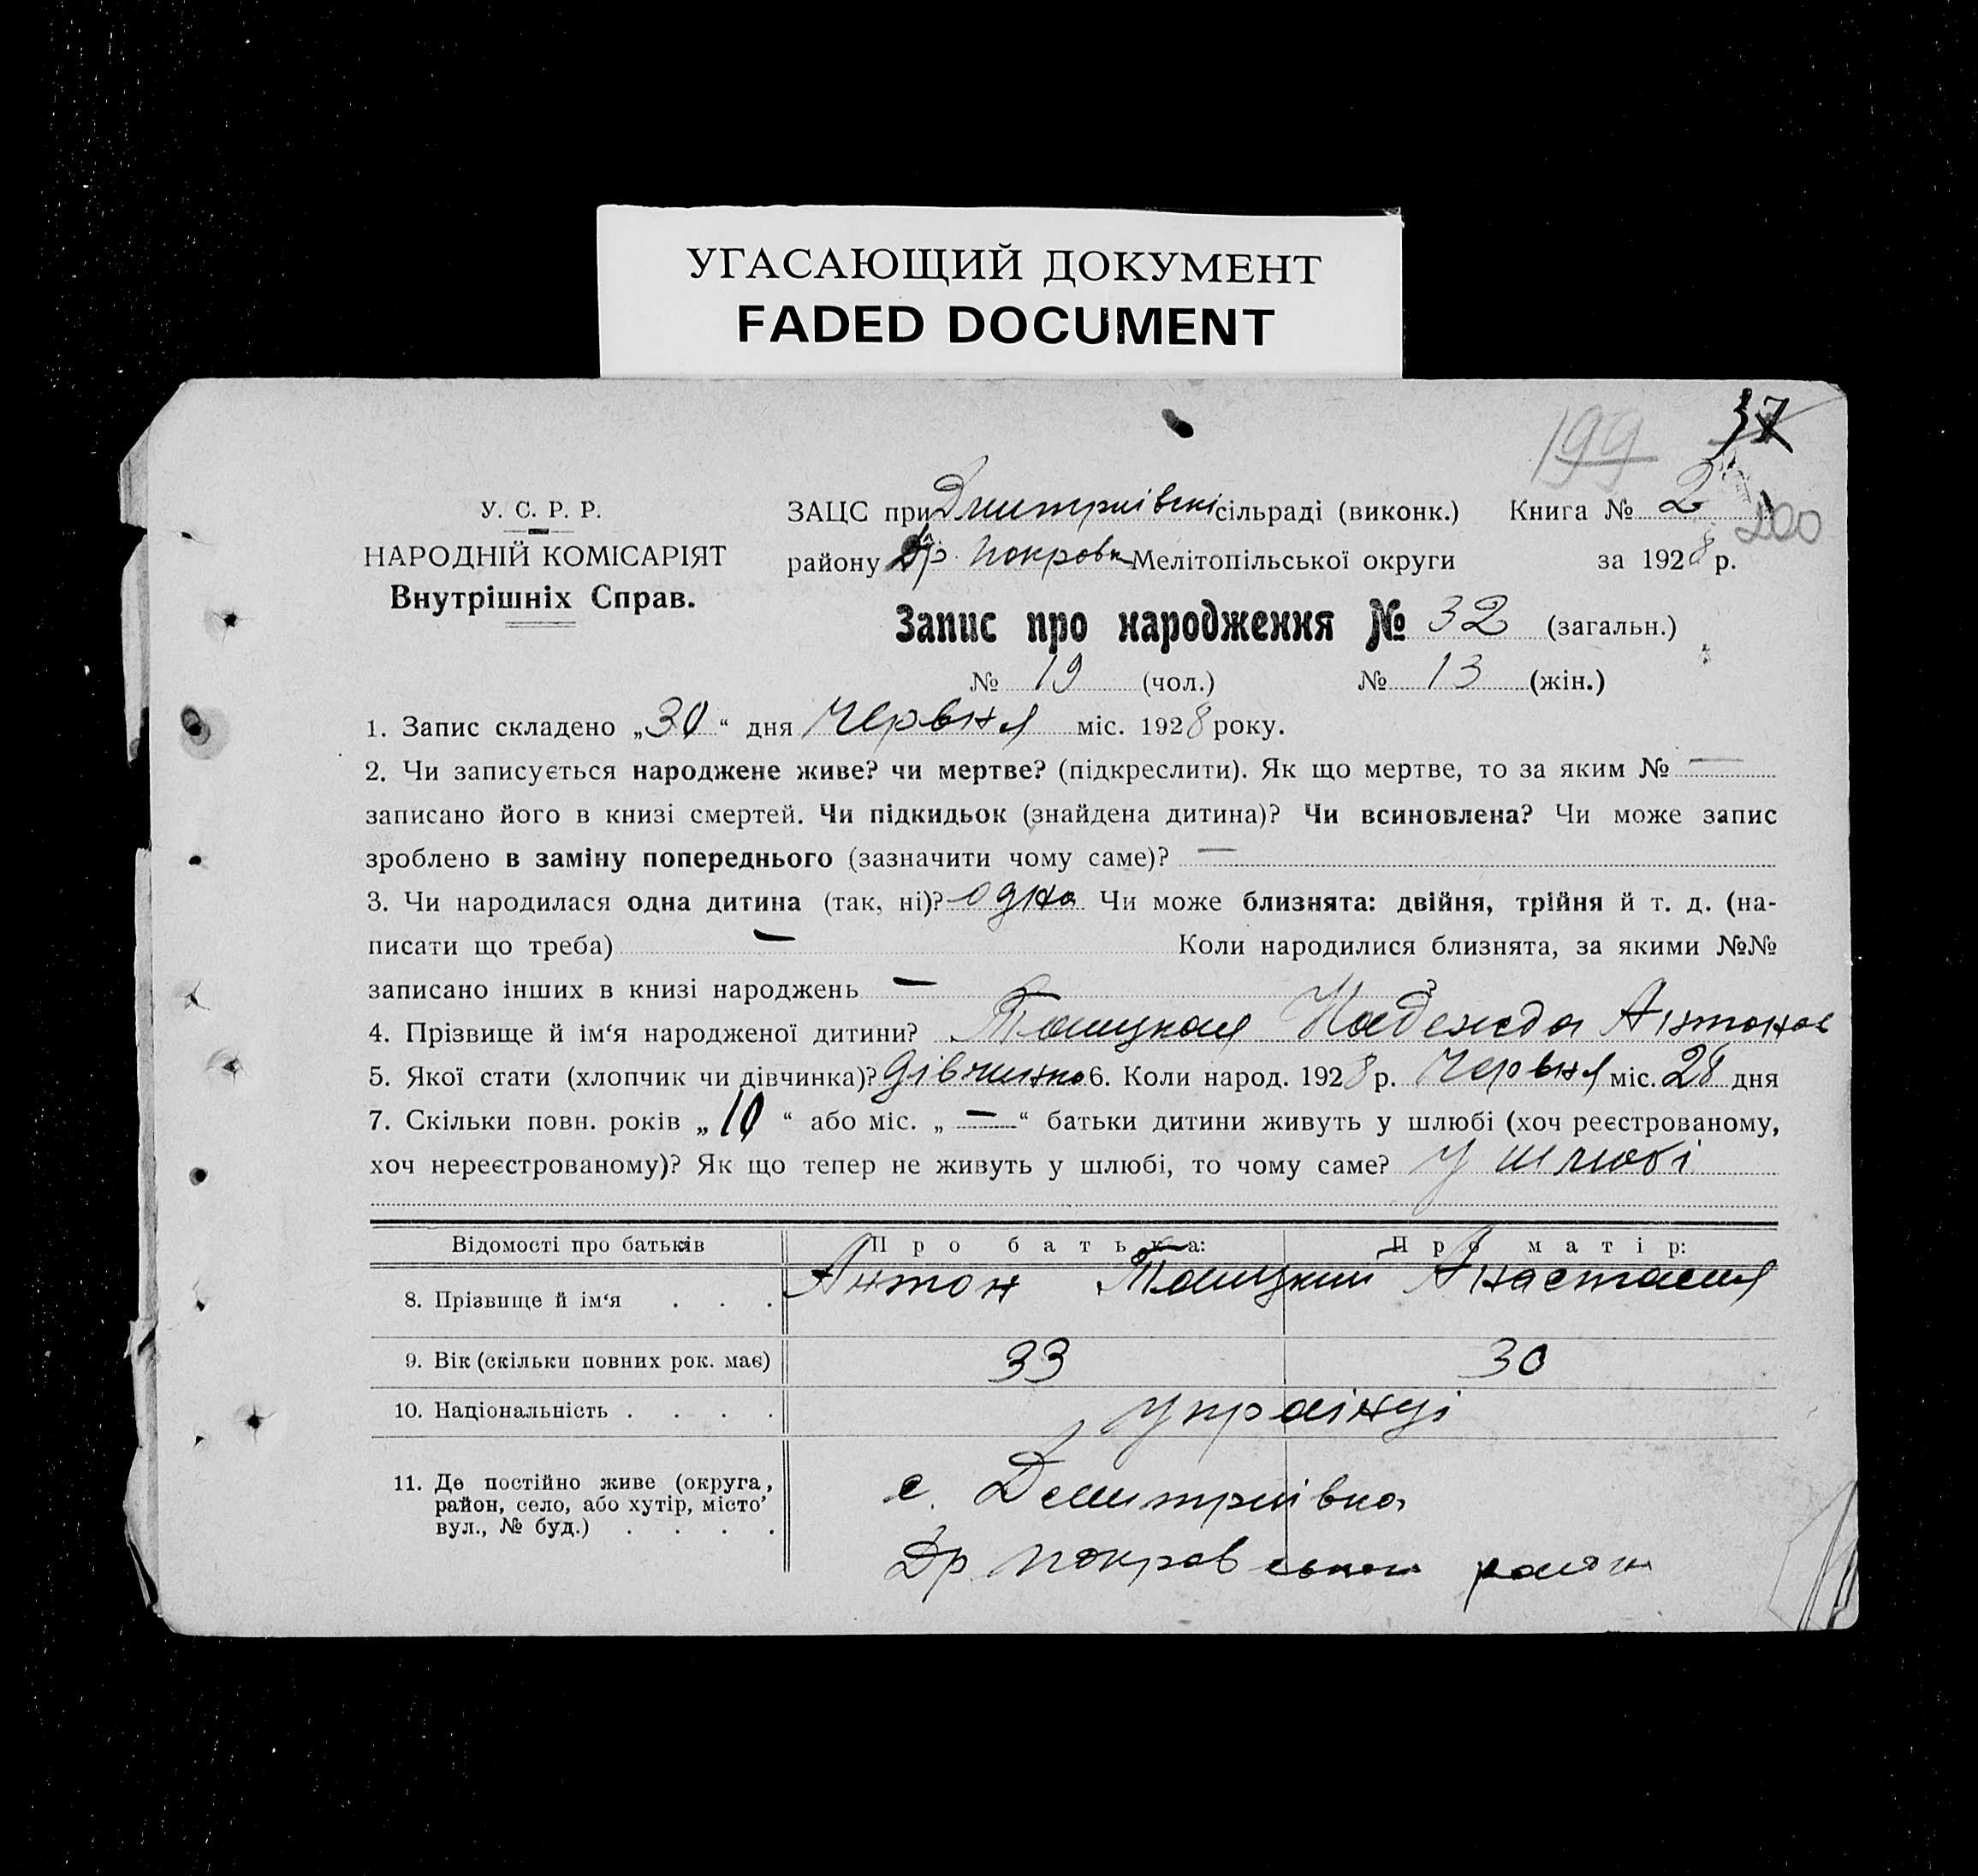 УГАСАЮЩИЙ ДОКУМЕНТ
FADED DOCUMENT
37
199
200
У. С. Р. Р.
НАРОДНІЙ КОМІСАРІЯТ
Внутрішніх Справ.
ЗАЦС при Дмитриівскі сільраді (виконк.) Книга № 2
району Др. Покровк Мелітопільської округи за 1928 р.
Запис про народження № 32 (загальн.)
№ 19 (чол.) № 13 (жін.)
1. Запис складено „30“ дня Червня міс. 1928 року.
2. Чи записується народжене живе? чи мертве? (підкреслити). Як що мертве, то за яким № —
записано його в книзі смертей. Чи підкидьок (знайдена дитина)? Чи всиновлена? Чи може запис
зроблено в заміну попереднього (зазначити чому саме)? —
3. Чи народилася одна дитина (так, ні)? одна Чи може близнята: двійня, трійня й т. д. (на-
писати що треба) — Коли народилися близнята, за якими №№
записано інших в книзі народжень —
4. Прізвище й ім‘я народженої дитини? Надежда Антонов
5. Якої стати (хлопчик чи дівчинка)? дівчинка 6. Коли народ. 1928 р. Червня міс. 28 дня
7. Скільки повн. років „10“ або міс. „—“ батьки дитини живуть у шлюбі (хоч реєстрованому,
хоч нереєстрованому)? Як що тепер не живуть у шлюбі, то чому саме? У шлюбі
Відомості про батьків Про батька: Про матір:
8. Прізвище й ім‘я . . . Антон Анастасия
9. Вік (скільки повних рок. має) 33 30
10. Національність . . . . Украінці
11. Де постійно живе (округа, район, село, або хутір, місто’ вул., № буд.) . . . .
с. Демитриівка
Др. Покровського район